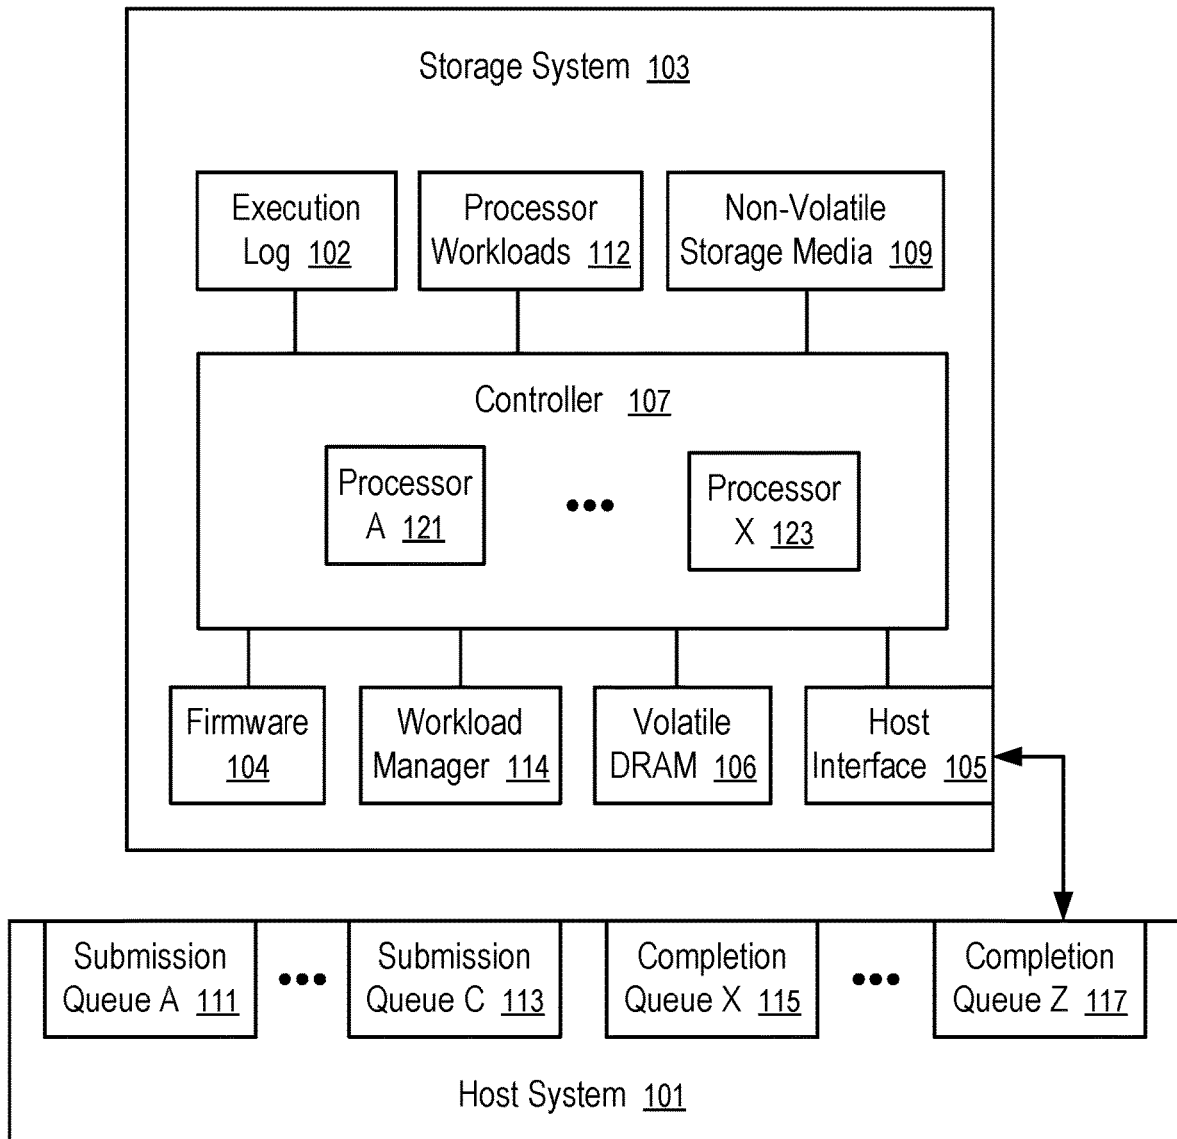 Storage System 103
Execution
Log 102
Processor
Workloads 112
Non-Volatile
Storage Media 109
Controller 107
Processor
A 121
Processor
X 123
Firmware
104
Workload
Manager 114
Volatile
DRAM 106
Host
Interface 105
Submission
Queue A 111
Submission
Queue C 113
Completion
Queue X 115
Completion
Queue Z 117
Host System 101